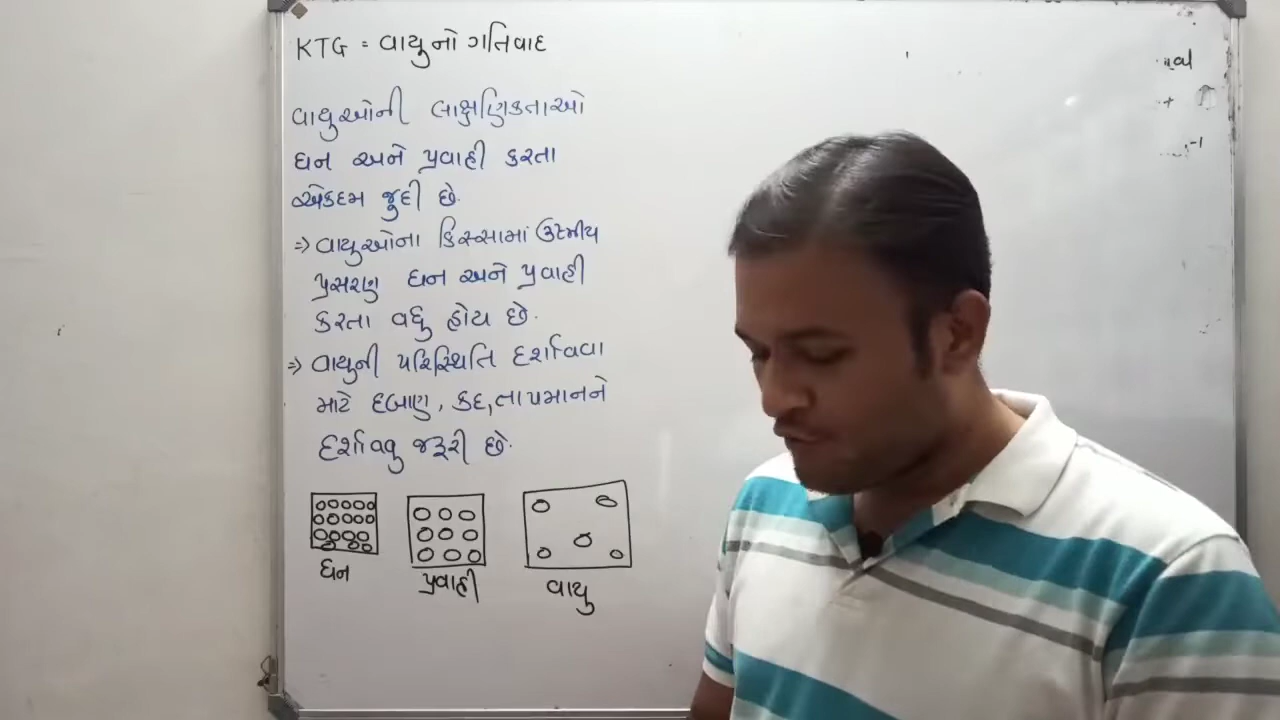 KTG = વાયુનો ગતિવાદ
વાયુઓની લાક્ષણિકતાઓ
ઘન અને પ્રવાહી કરતા
એકદમ જુદી છે.
=> વાયુઓના કિસ્સામાં ઉષ્મીય
પ્રસરણ ઘન અને પ્રવાહી
કરતા વધુ હોય છે.
=> વાયુની પરિસ્થિતિ દર્શાવવા
માટે દબાણ, કદ, તાપમાનને
દર્શાવવુ જરૂરી છે.
ઘન
પ્રવાહી
વાયુ